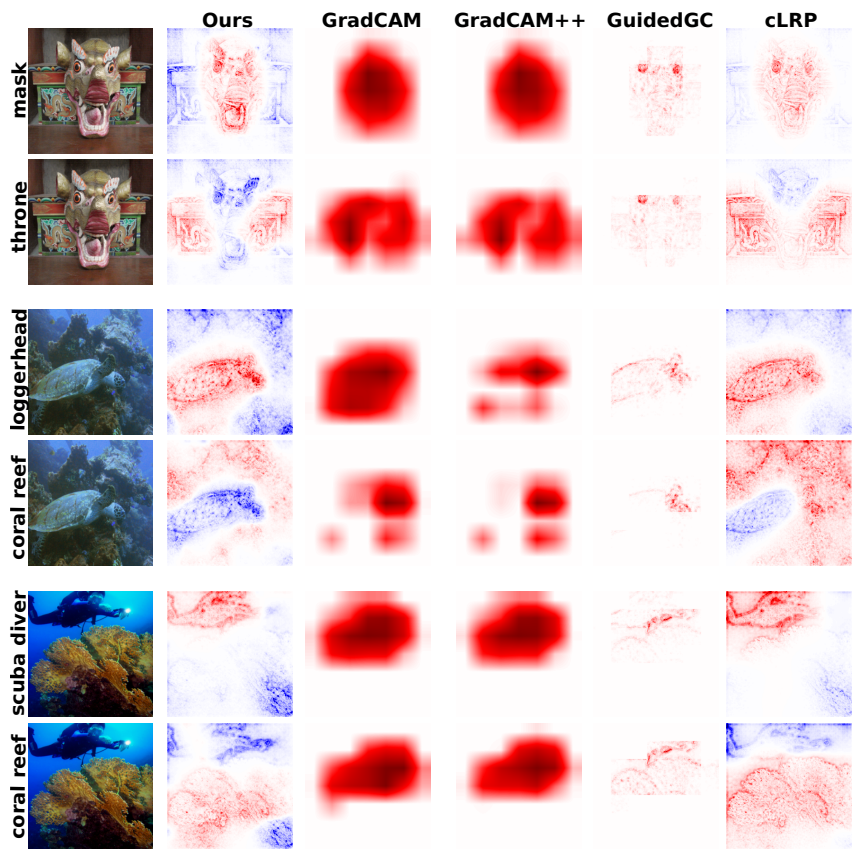 Ours GradCAM GradCAM++ GuidedGC cLRP
mask
throne
loggerhead
coral reef
scuba diver
coral reef